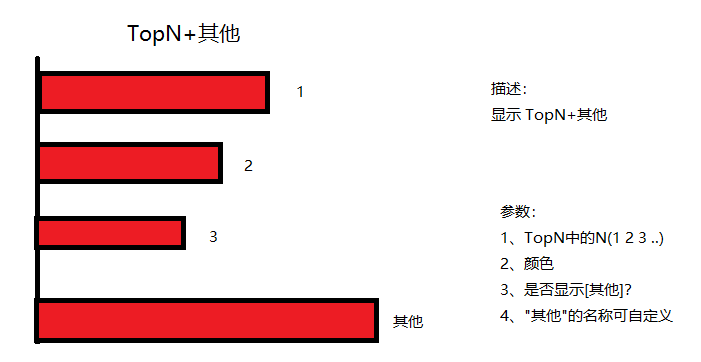 TopN+其他
1
2
3
其他
描述：
显示 TopN+其他
参数：
1、TopN中的N(1 2 3 ..)
2、颜色
3、是否显示[其他]？
4、"其他"的名称可自定义